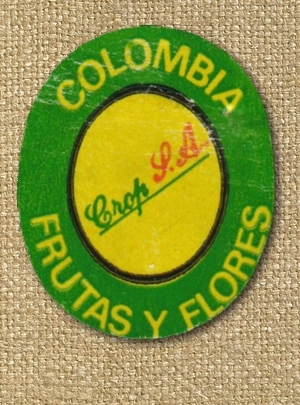 COLOMBIA
Crop S.A.
FRUTAS Y FLORES